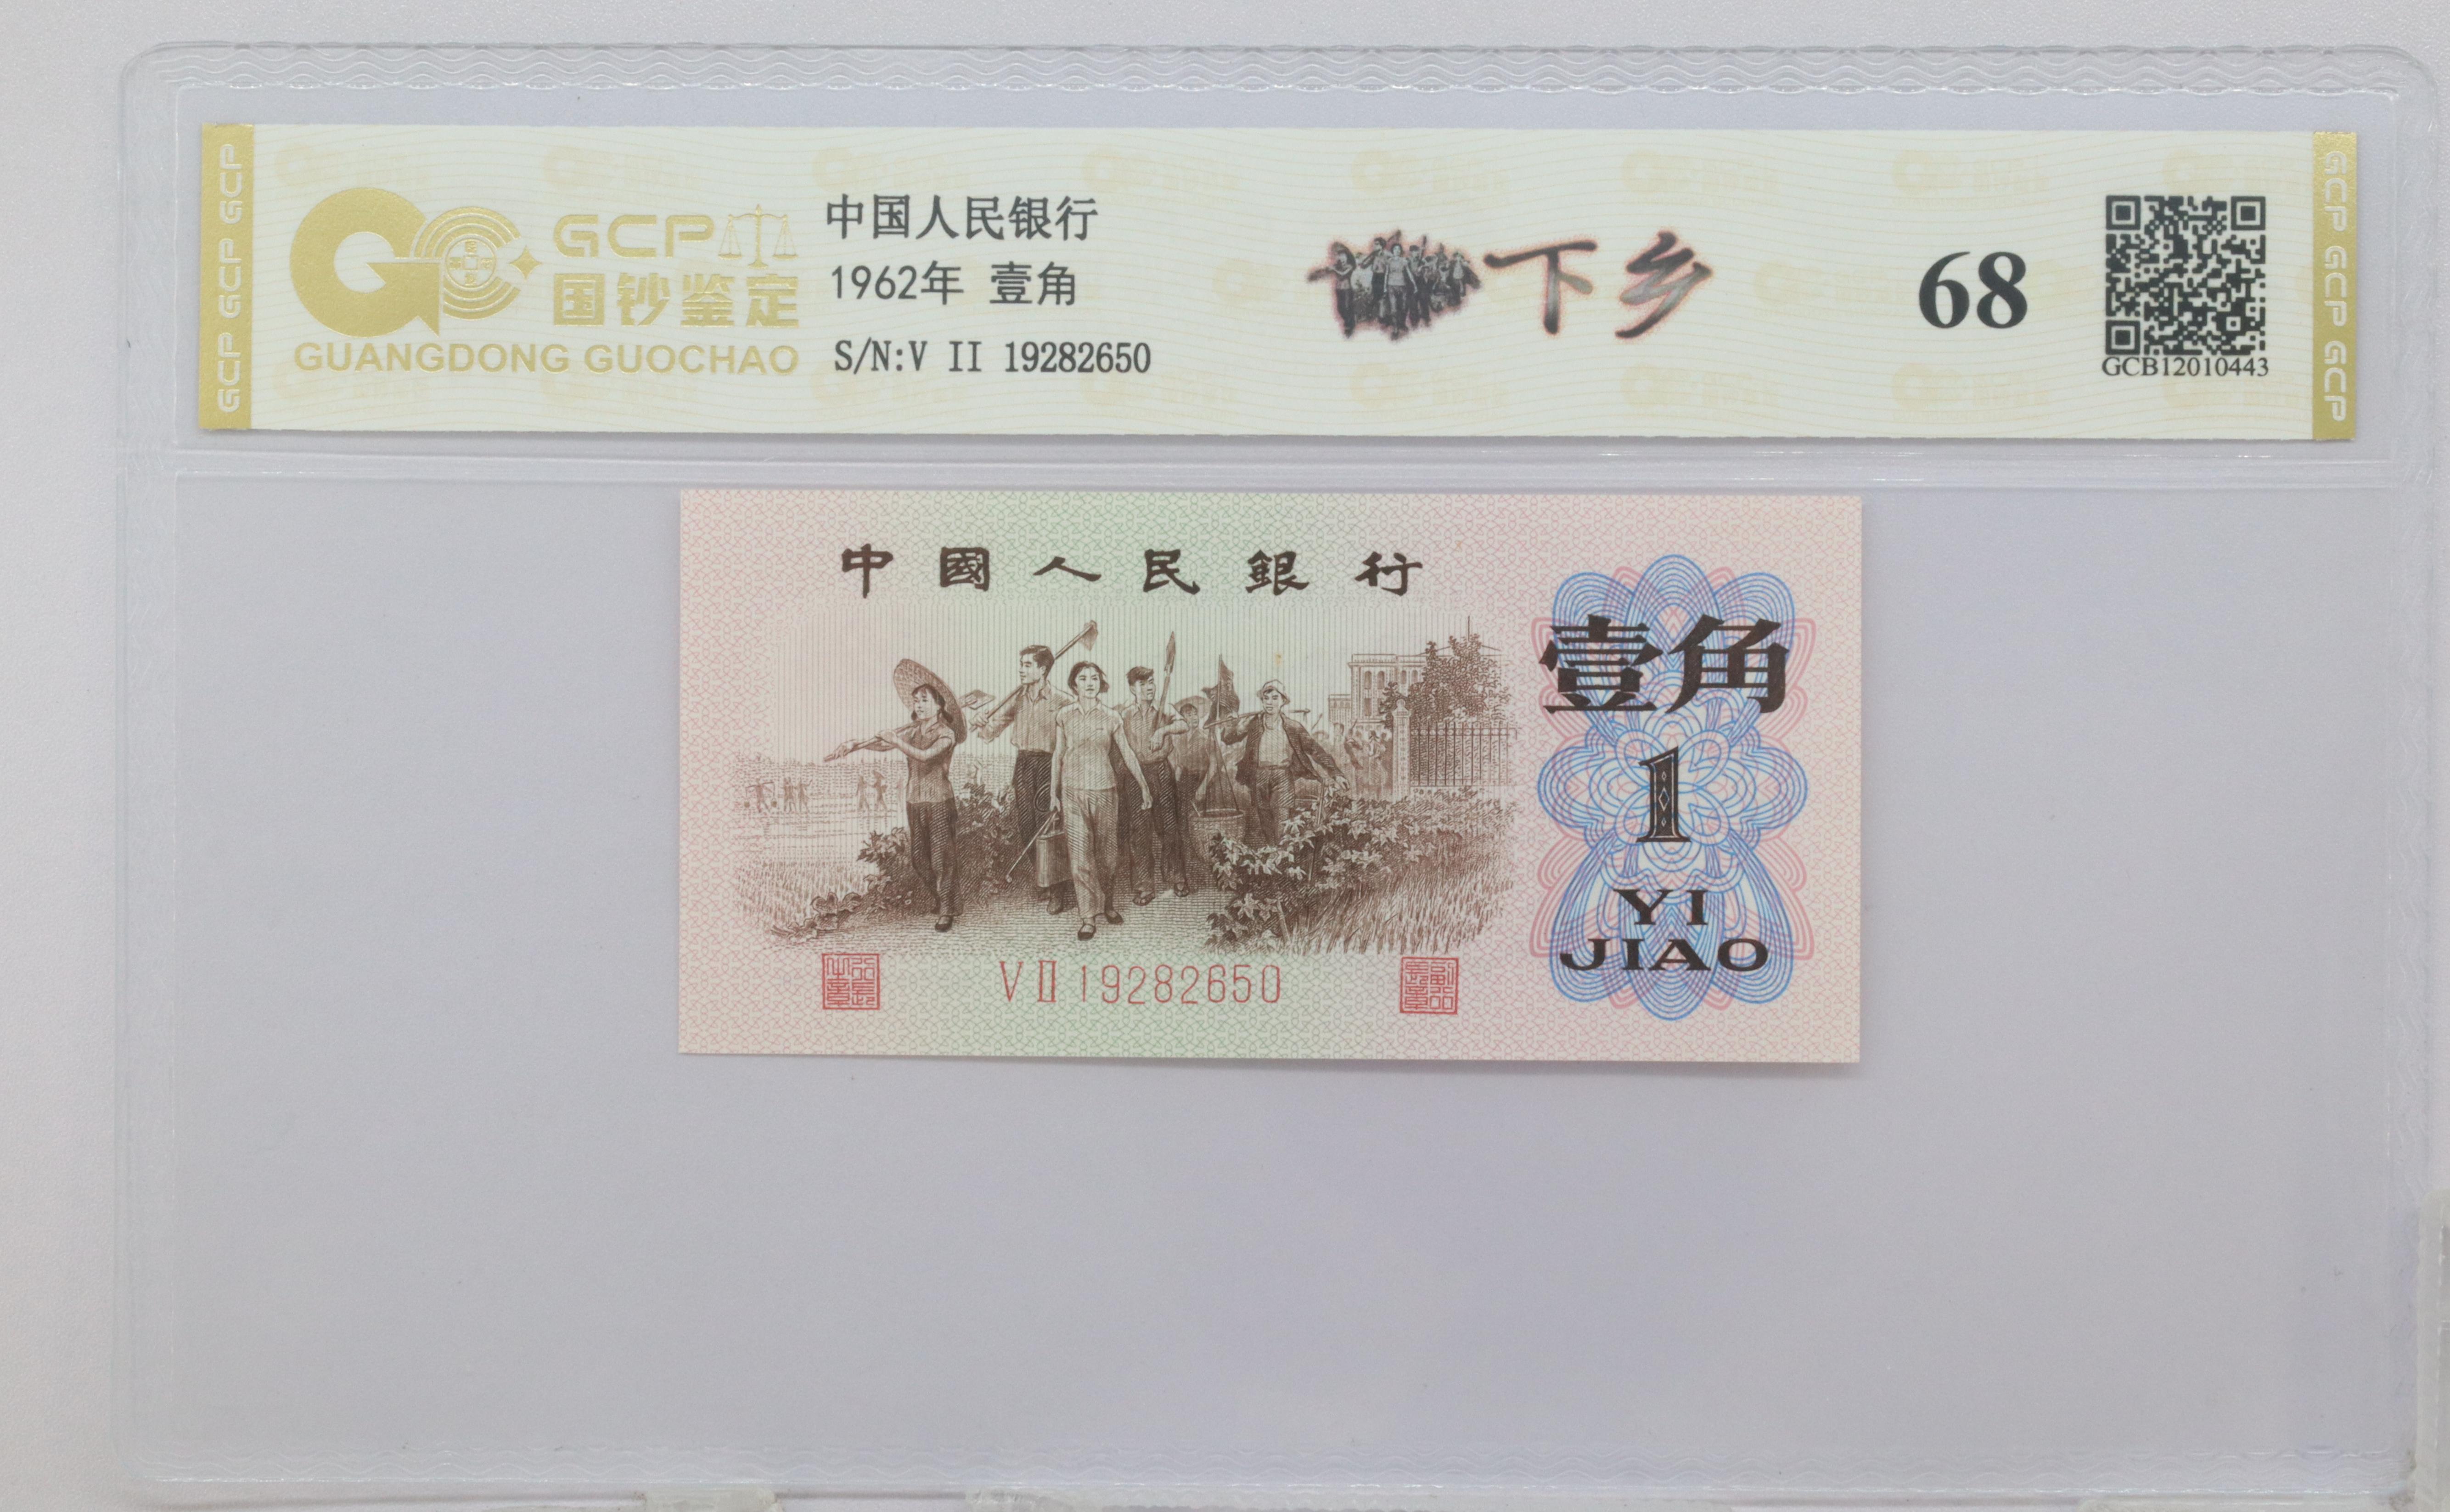 GCP GCP GCP
GCP
国钞鉴定
GUANGDONG GUOCHAO
中国人民银行
1962年 壹角
S/N:V II 19282650
下乡
68
GCB12010443
GCP GCP GCP
中國人民銀行
壹角
1
YI
JIAO
V II 19282650